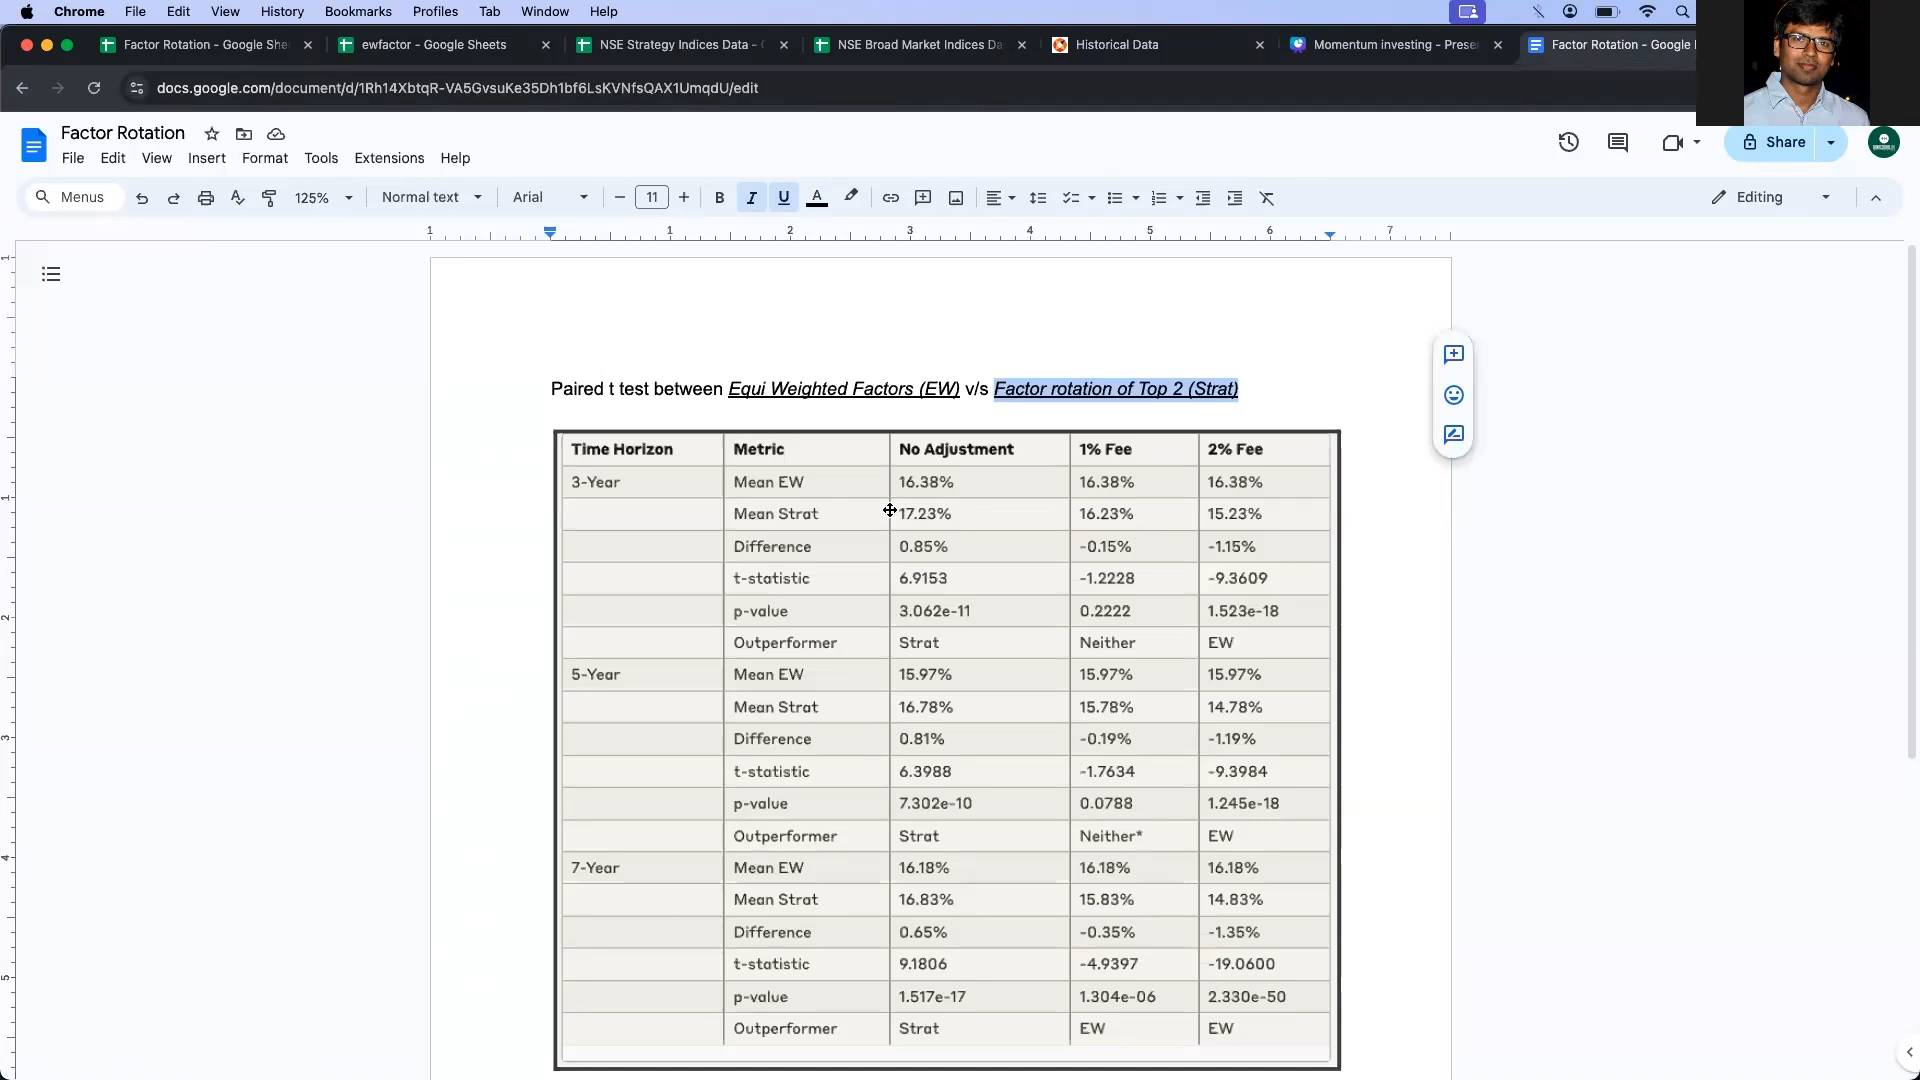 Chrome File Edit View History Bookmarks Profiles Tab Window Help
Factor Rotation - Google She ewfactor - Google Sheets NSE Strategy Indices Data - NSE Broad Market Indices Da Historical Data Momentum investing - Prese Factor Rotation - Google
docs.google.com/document/d/1Rh14XbtqR-VA5GvsuKe35Dh1bf6LsKVNfsQAX1UmqdU/edit
Factor Rotation
File Edit View Insert Format Tools Extensions Help
Share
Menus 125% Normal text Arial 11 B I U A Editing
1 1 2 3 4 5 6 7
Paired t test between Equi Weighted Factors (EW) v/s Factor rotation of Top 2 (Strat)
Time Horizon Metric No Adjustment 1% Fee 2% Fee
3-Year Mean EW 16.38% 16.38% 16.38%
Mean Strat 17.23% 16.23% 15.23%
Difference 0.85% -0.15% -1.15%
t-statistic 6.9153 -1.2228 -9.3609
p-value 3.062e-11 0.2222 1.523e-18
Outperformer Strat Neither EW
5-Year Mean EW 15.97% 15.97% 15.97%
Mean Strat 16.78% 15.78% 14.78%
Difference 0.81% -0.19% -1.19%
t-statistic 6.3988 -1.7634 -9.3984
p-value 7.302e-10 0.0788 1.245e-18
Outperformer Strat Neither* EW
7-Year Mean EW 16.18% 16.18% 16.18%
Mean Strat 16.83% 15.83% 14.83%
Difference 0.65% -0.35% -1.35%
t-statistic 9.1806 -4.9397 -19.0600
p-value 1.517e-17 1.304e-06 2.330e-50
Outperformer Strat EW EW